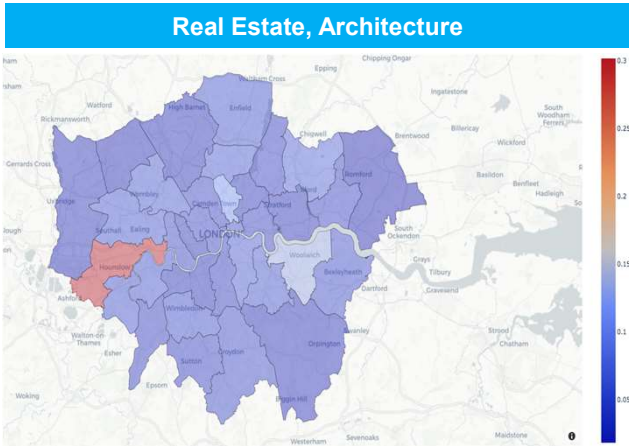 Real Estate, Architecture
Chipping Ongar
Epping
Waltham Cross
0.3
Watford
High Barnet
Enfield
Ingatestone
South
Woodham
Ferrers
Rickmansworth
Chigwell
Brentwood
Billericay
0.25
Wickford
Gerrards Cross
Romford
Basildon
Benfleet
Hadleigh
Wembley
Ilford
Uxbridge
Camden Town
Stratford
0.2
Southall
Ealing
LONDON
South
Ockendon
Woolwich
0.15
Hounslow
Grays
Tilbury
Bexleyheath
Dartford
Gravesend
Ashford
Wimbledon
0.1
Walton-on-
Thames
Swanley
Strood
Esher
Orpington
Chatham
Sutton
Croydon
Epsom
Woking
Biggin Hill
0.05
Maidstone
Westerham
Sevenoaks